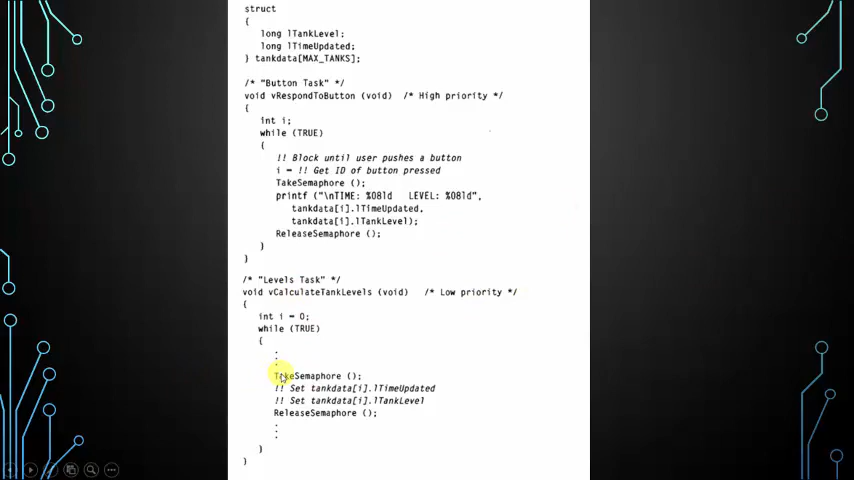 struct
{
long lTankLevel;
long lTimeUpdated;
} tankdata[MAX_TANKS];
/* "Button Task" */
void vRespondToButton (void) /* High priority */
{
int i;
while (TRUE)
{
!! Block until user pushes a button
i = !! Get ID of button pressed
TakeSemaphore ();
printf ("\nTIME: %08ld LEVEL: %08ld",
tankdata[i].lTimeUpdated,
tankdata[i].lTankLevel);
ReleaseSemaphore ();
}
}
/* "Levels Task" */
void vCalculateTankLevels (void) /* Low priority */
{
int i = 0;
while (TRUE)
{
.
.
TakeSemaphore ();
!! Set tankdata[i].lTimeUpdated
!! Set tankdata[i].lTankLevel
ReleaseSemaphore ();
.
.
}
}